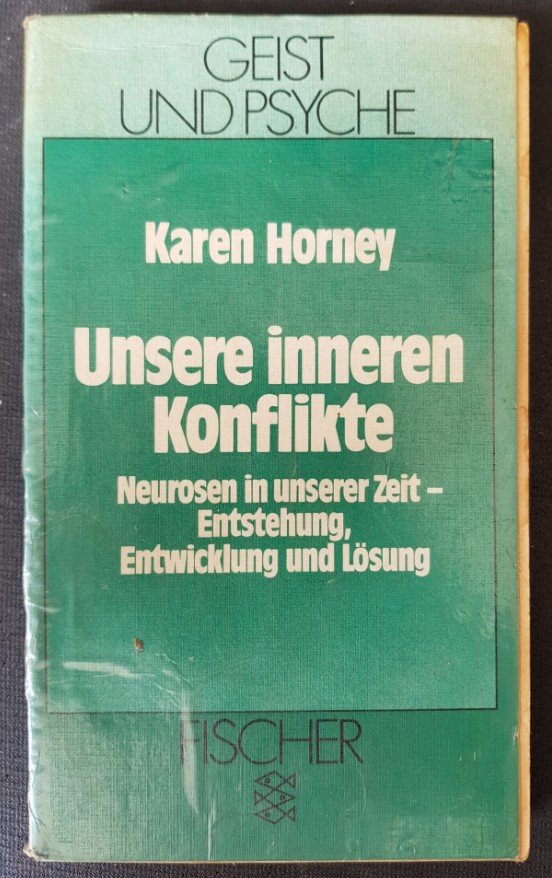 GEIST
UND PSYCHE
Karen Horney
Unsere inneren
Konflikte
Neurosen in unserer Zeit –
Entstehung,
Entwicklung und Lösung
FISCHER